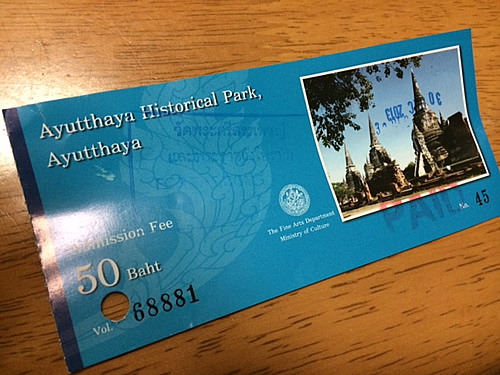 Ayutthaya Historical Park,
Ayutthaya
Admission Fee
50 Baht
Vol. 68881
The Fine Arts Department
Ministry of Culture
PAID
No. 45